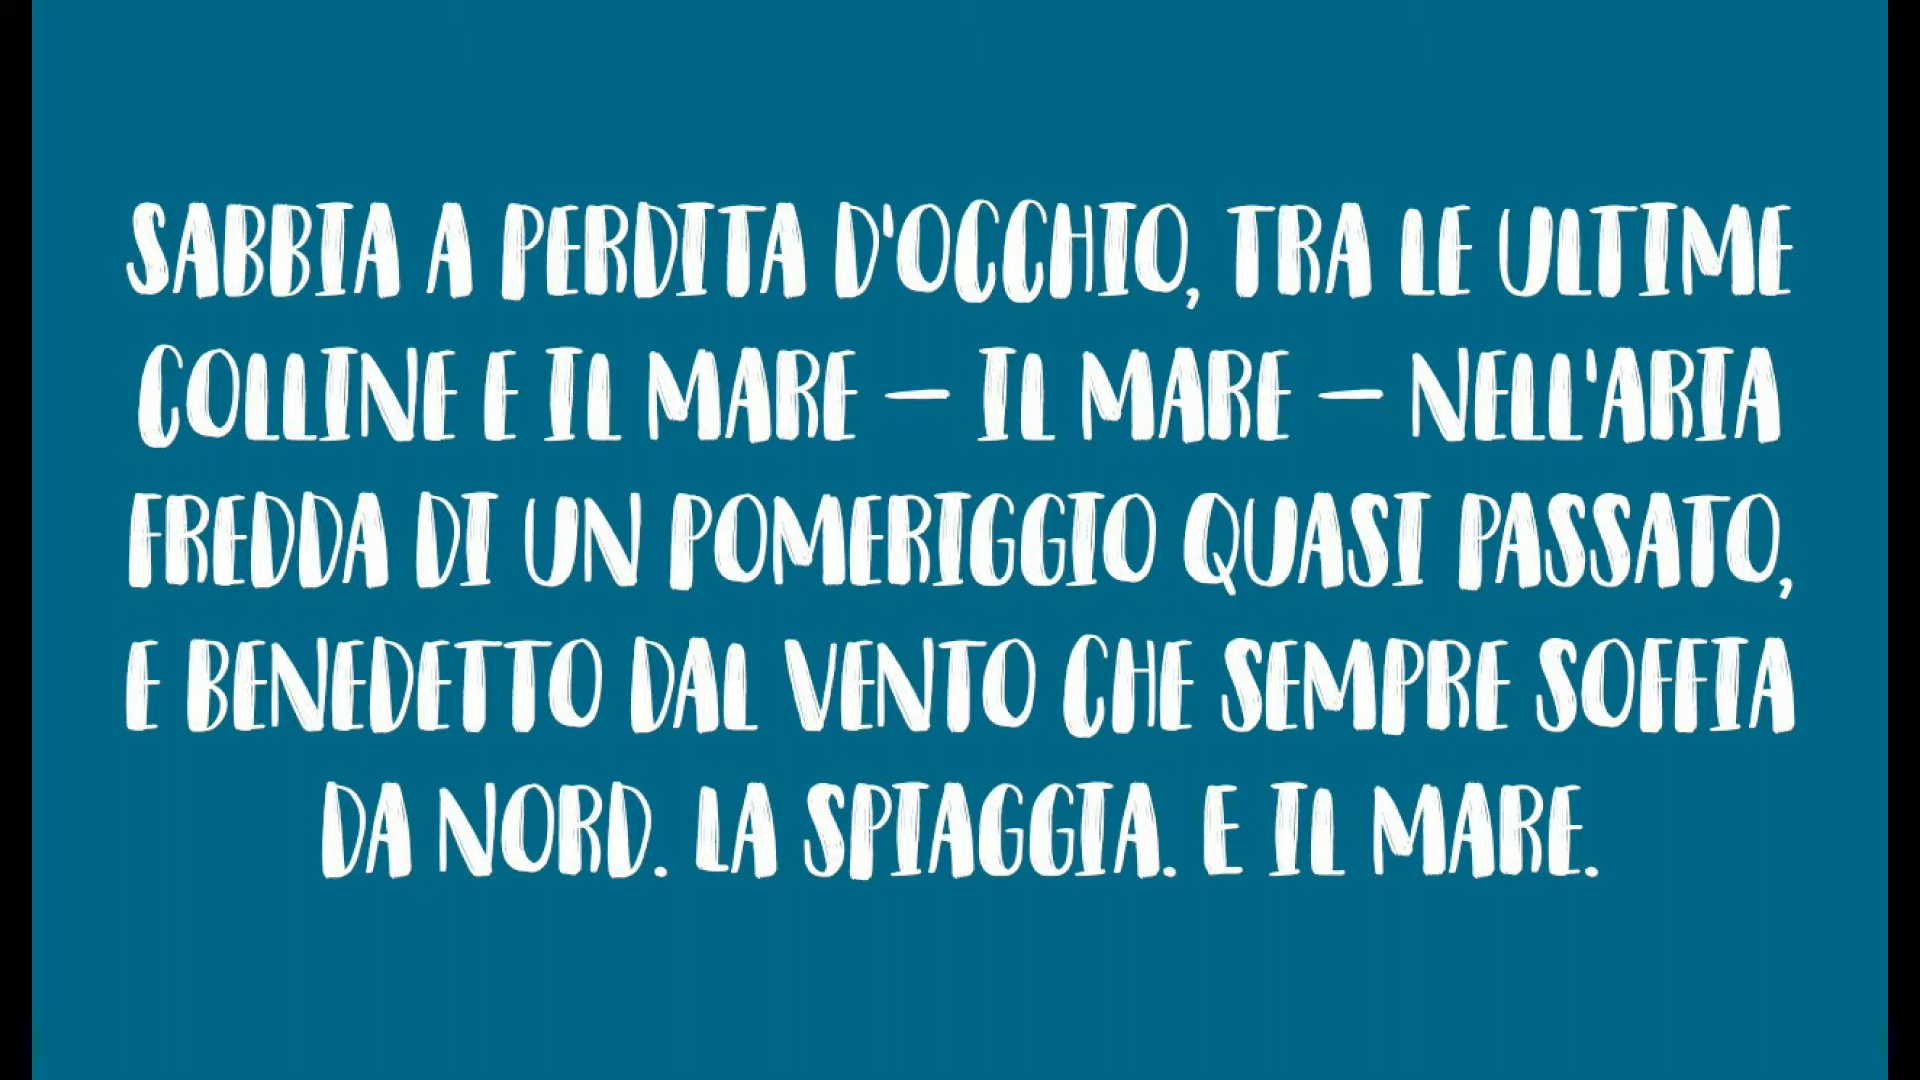 SABBIA A PERDITA D'OCCHIO, TRA LE ULTIME
COLLINE E IL MARE – IL MARE – NELL'ARIA
FREDDA DI UN POMERIGGIO QUASI PASSATO,
E BENEDETTO DAL VENTO CHE SEMPRE SOFFIA
DA NORD. LA SPIAGGIA. E IL MARE.